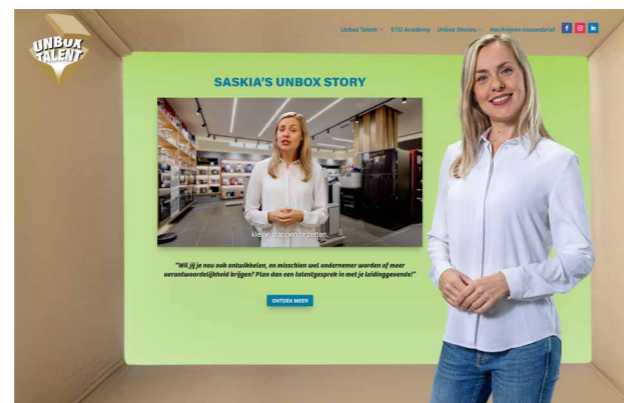 UNBOX
TALENT
Unbox Talent
ETD Academy
Unbox Stories
Inschrijven nieuwsbrief
SASKIA'S UNBOX STORY
kleine stappen te zetten,
"Wil jij je nou ook ontwikkelen, en misschien wel ondernemer worden of meer
verantwoordelijkheid krijgen? Plan dan een talentgesprek in met je leidinggevende!"
ONTDEK MEER